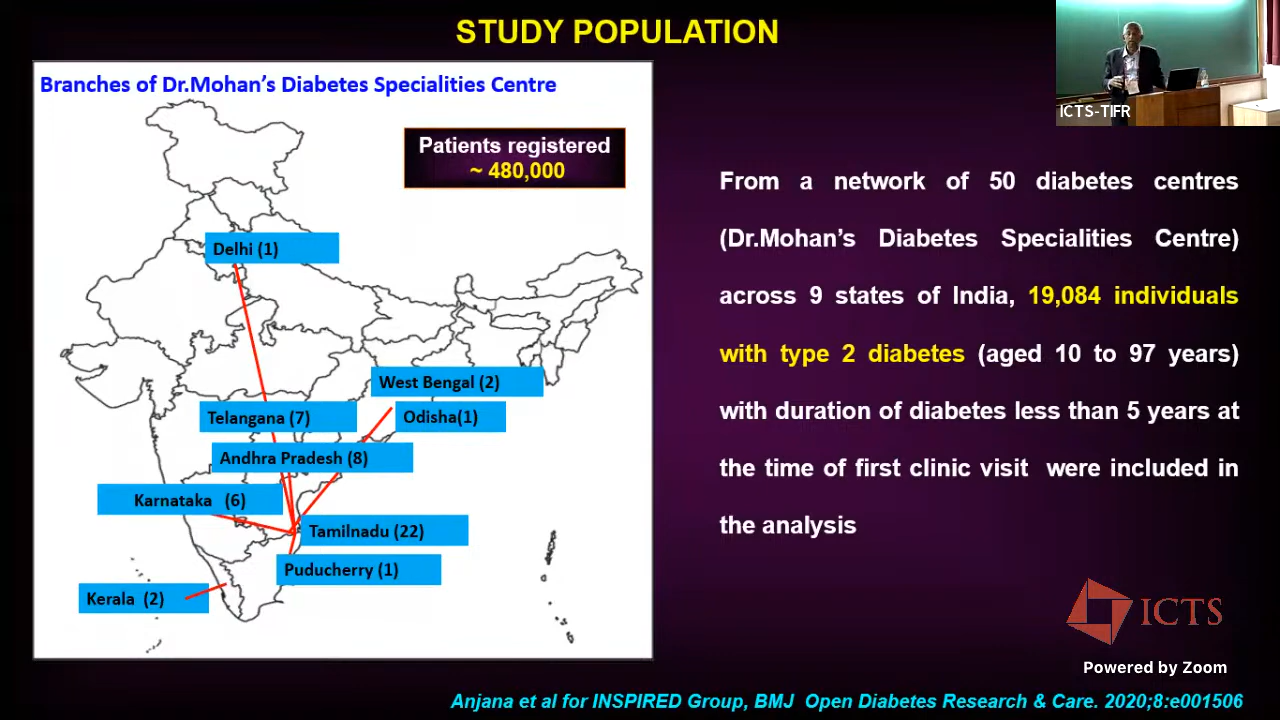 STUDY POPULATION
ICTS-TIFR
Branches of Dr.Mohan's Diabetes Specialities Centre
Patients registered
~ 480,000
Delhi (1)
West Bengal (2)
Telangana (7)
Odisha(1)
Andhra Pradesh (8)
Karnataka (6)
Tamilnadu (22)
Puducherry (1)
Kerala (2)
From a network of 50 diabetes centres
(Dr.Mohan's Diabetes Specialities Centre)
across 9 states of India, 19,084 individuals
with type 2 diabetes (aged 10 to 97 years)
with duration of diabetes less than 5 years at
the time of first clinic visit were included in
the analysis
ICTS
Powered by Zoom
Anjana et al for INSPIRED Group, BMJ Open Diabetes Research & Care. 2020;8:e001506